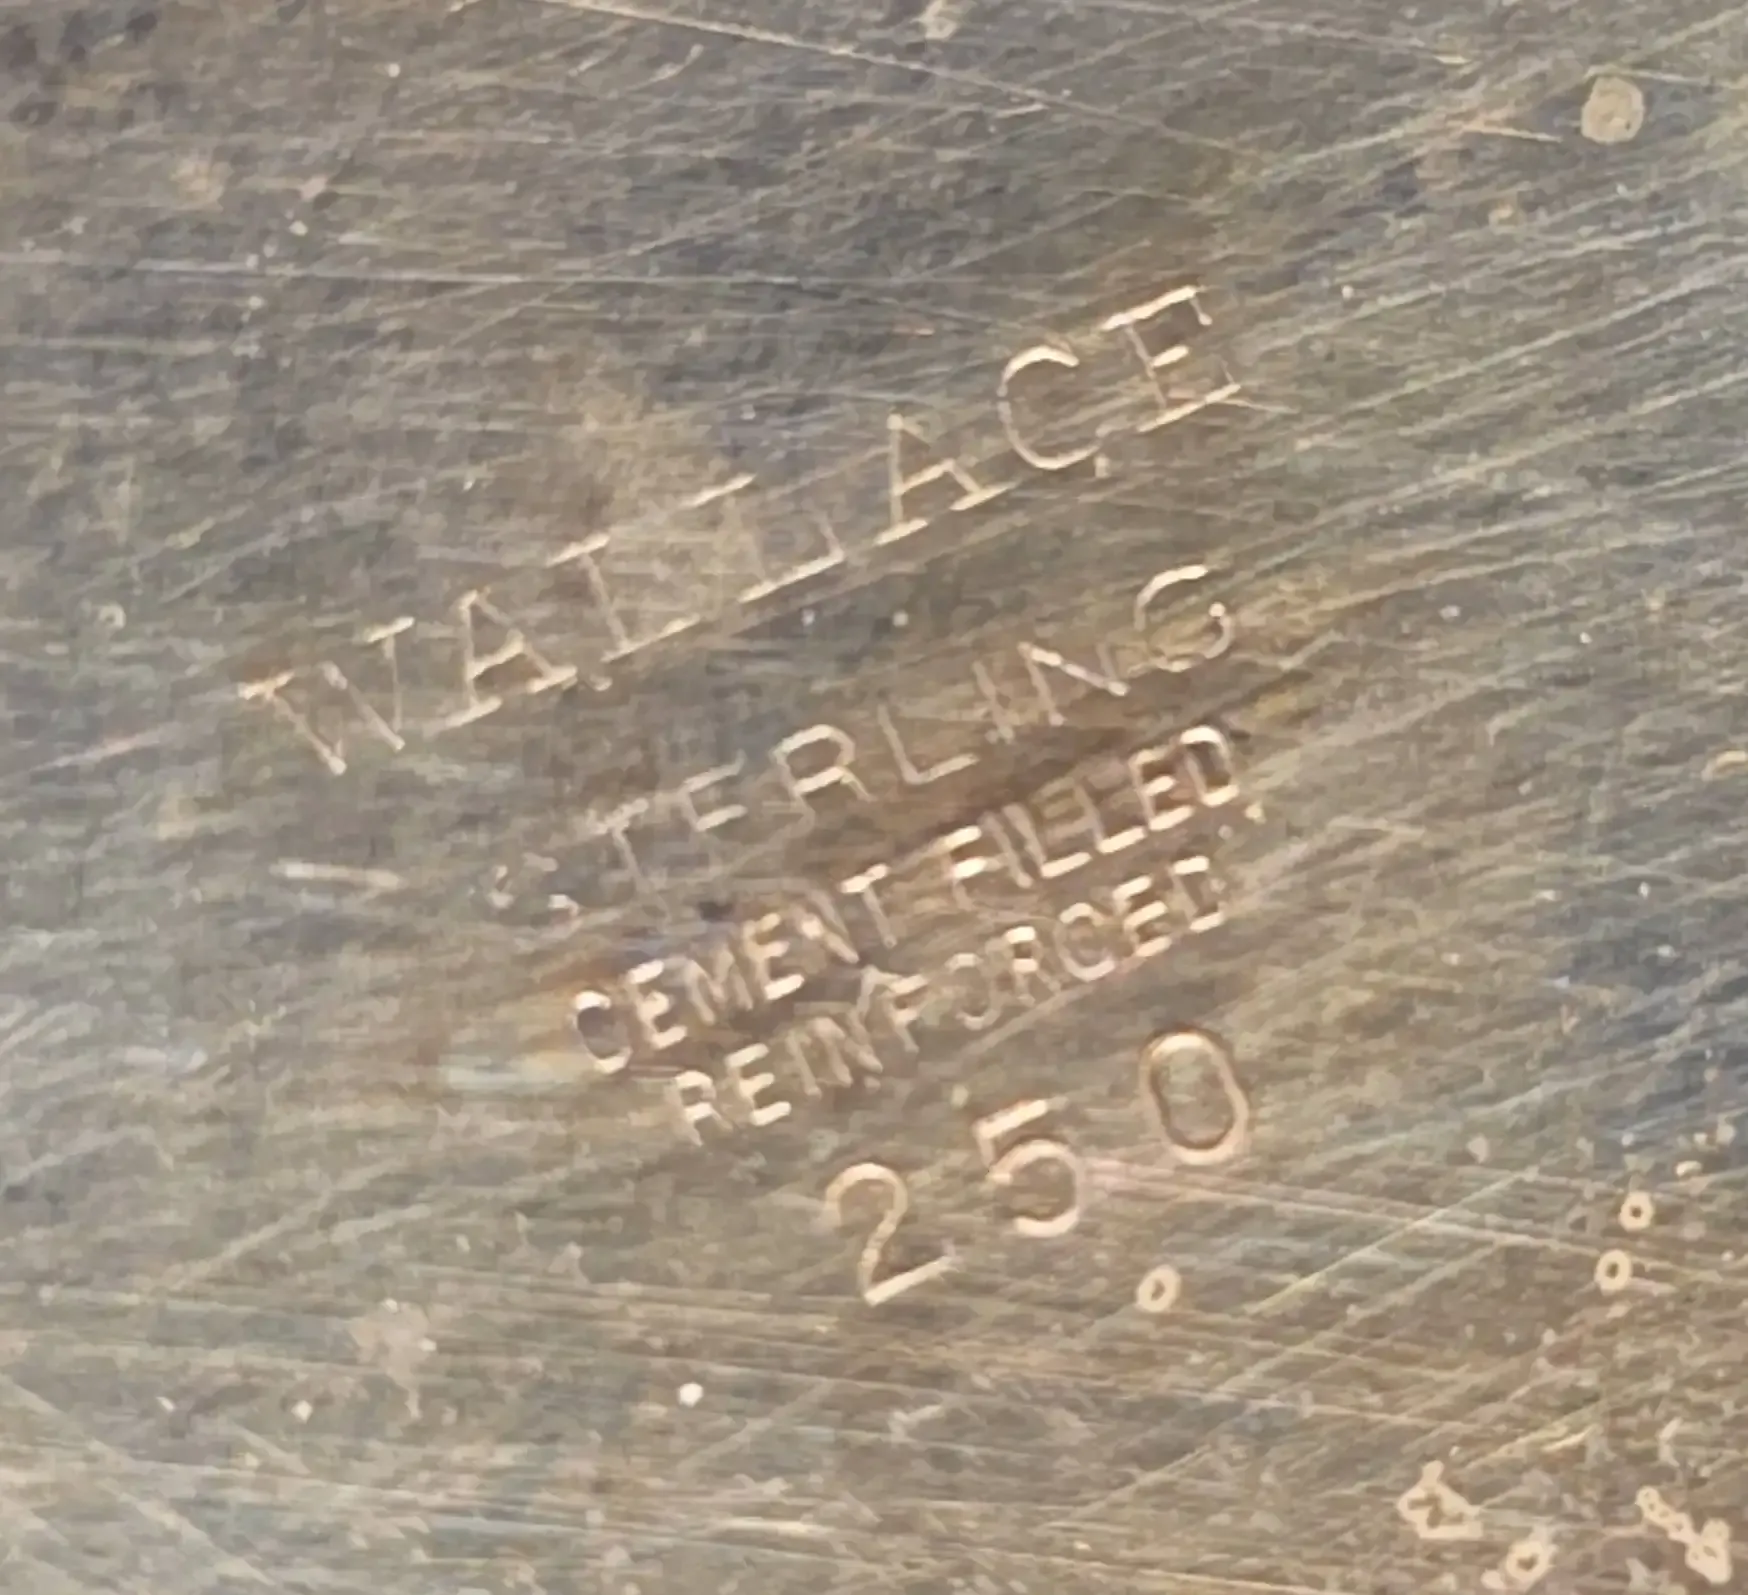 WALLACE
STERLING
CEMENT FILLED
REINFORCED
250